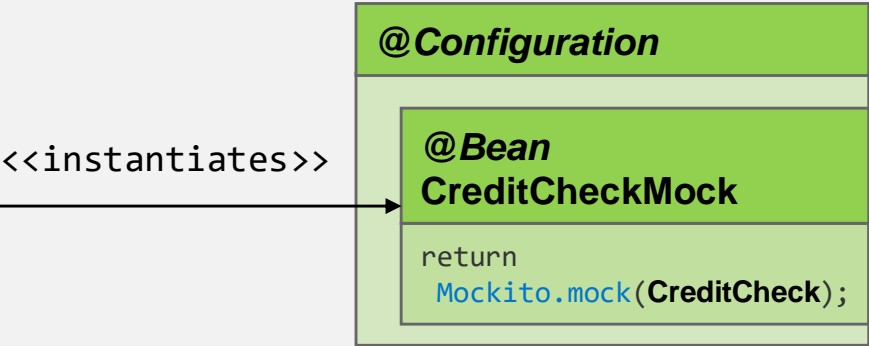 @Configuration
<<instantiates>>
@Bean
CreditCheckMock
return
Mockito.mock(CreditCheck);